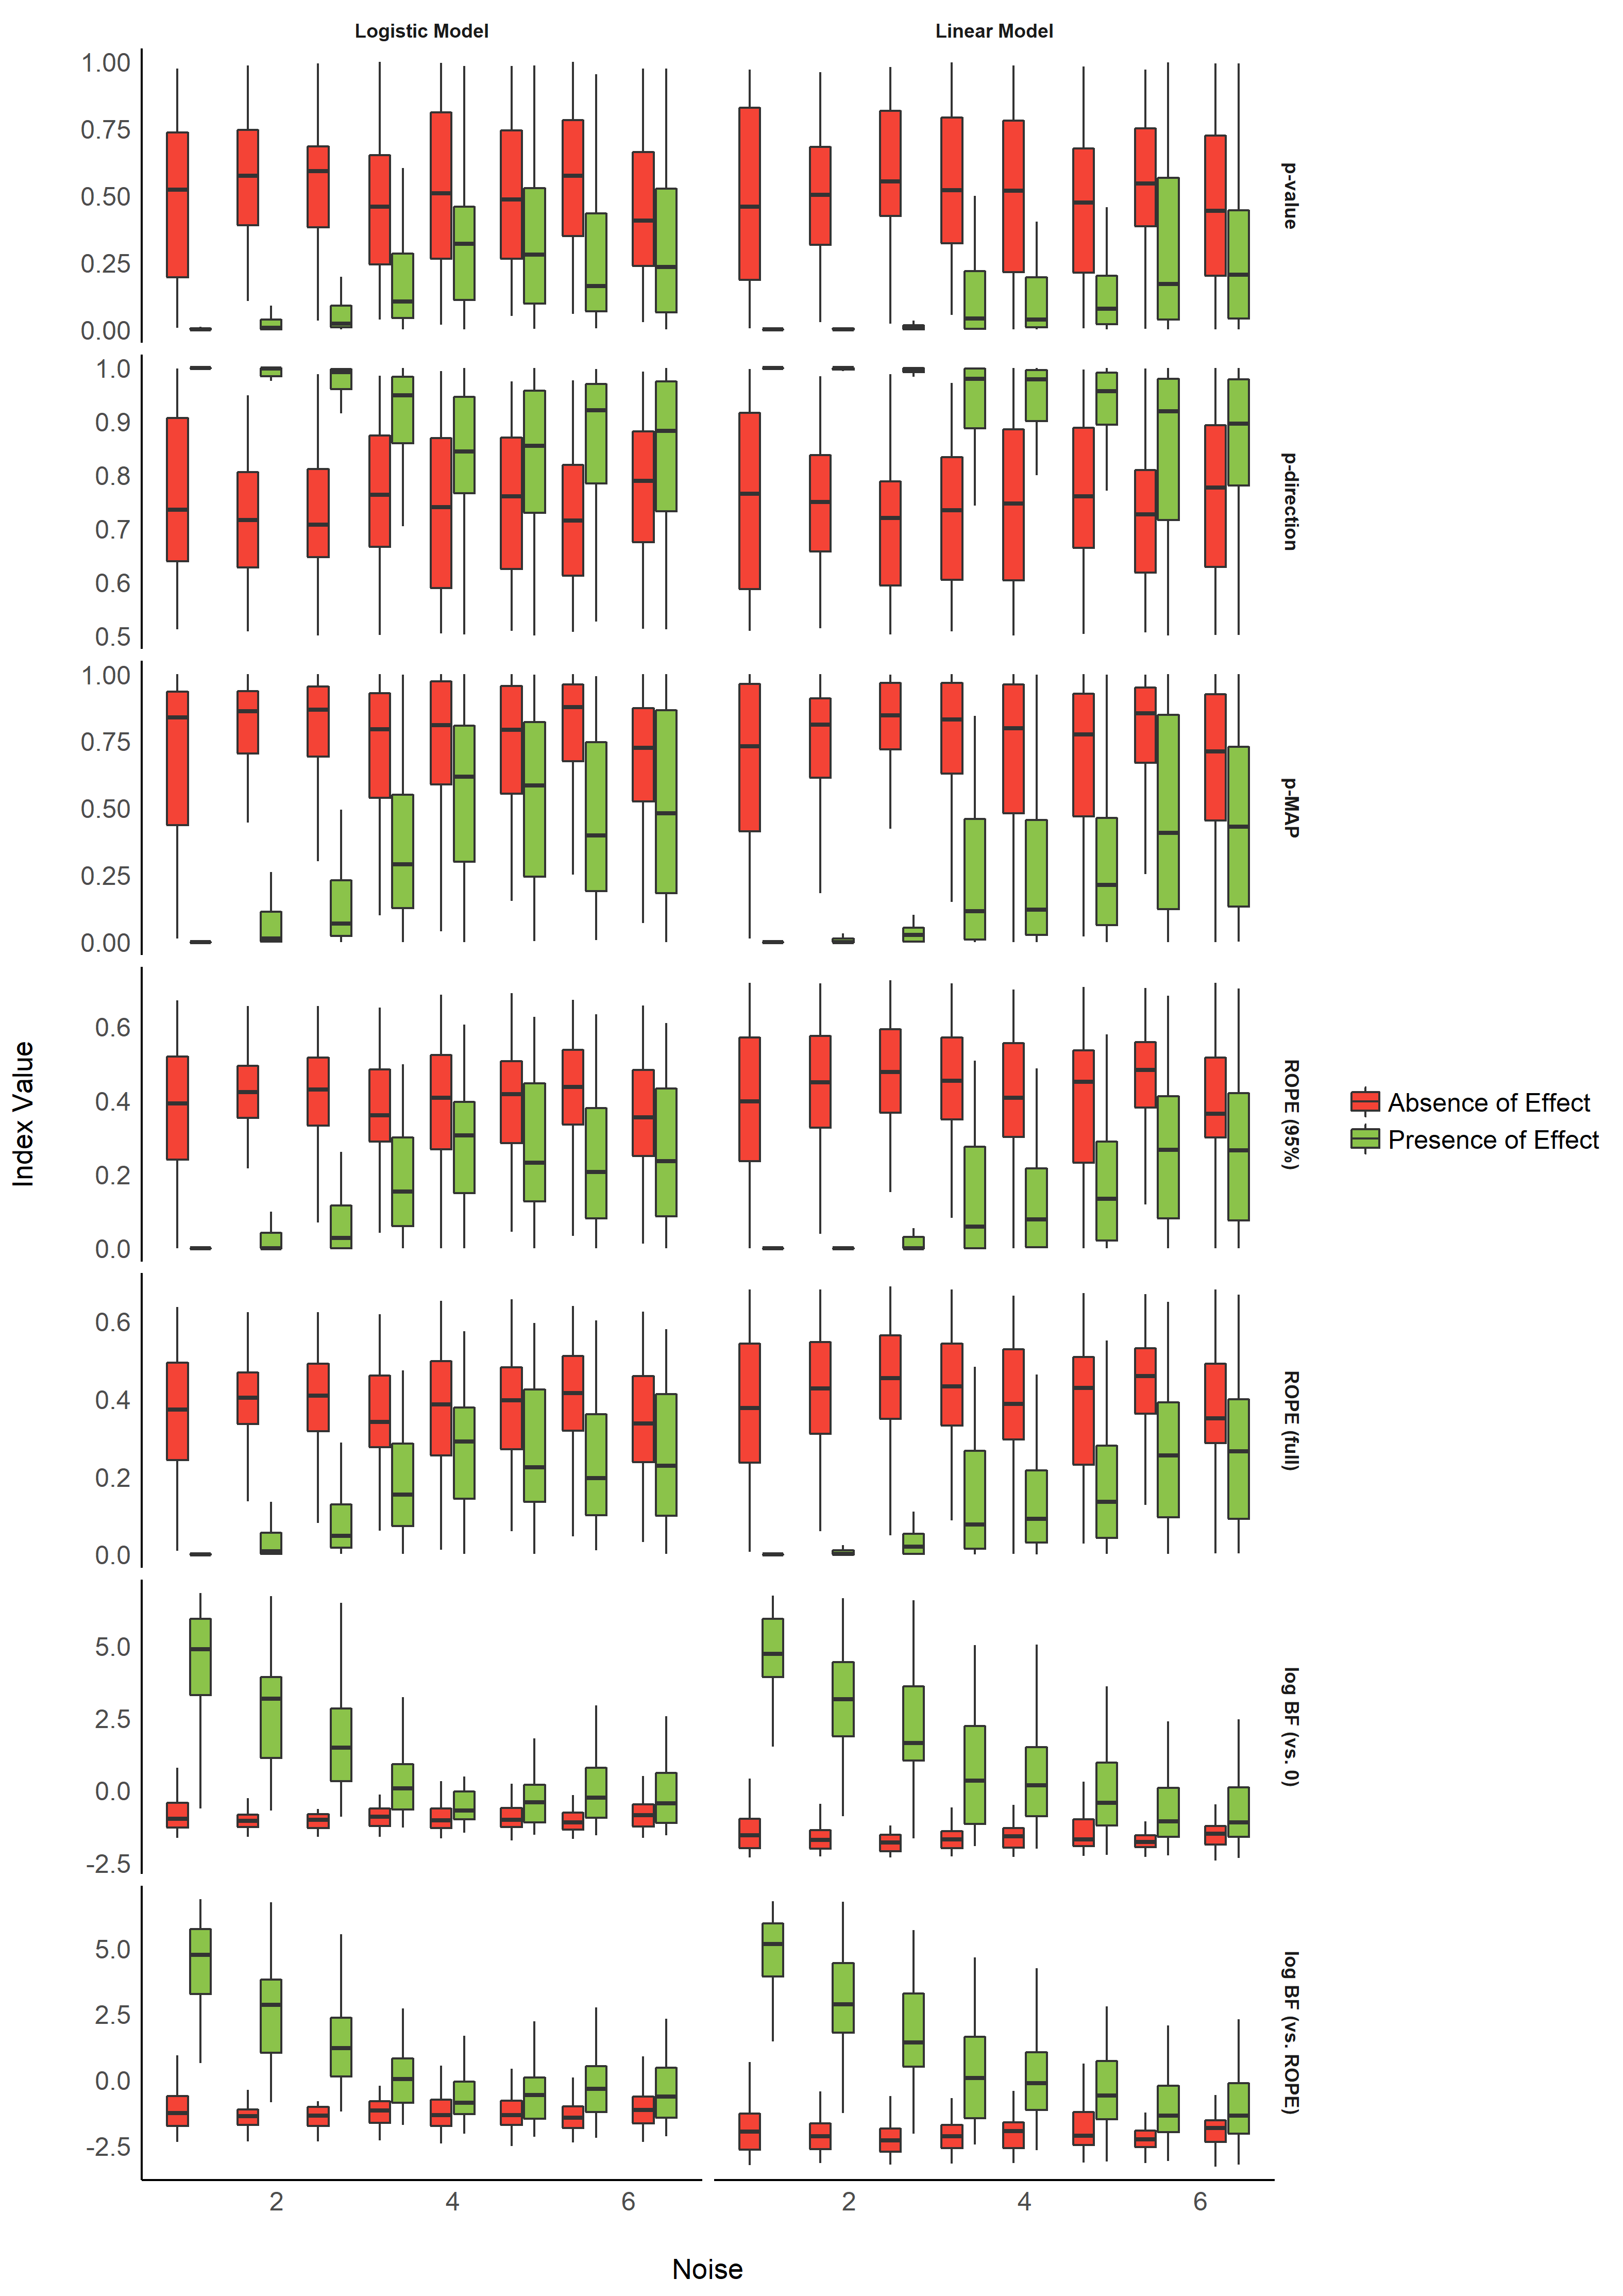 Logistic Model
Linear Model
1.00
0.75
0.50
0.25
0.00
p-value
1.0
0.9
0.8
0.7
0.6
0.5
p-direction
1.00
0.75
0.50
0.25
0.00
p-MAP
0.6
0.4
0.2
0.0
ROPE (95%)
0.6
0.4
0.2
0.0
ROPE (full)
5.0
2.5
0.0
-2.5
log BF (vs. 0)
5.0
2.5
0.0
-2.5
log BF (vs. ROPE)
2
4
6
2
4
6
Noise
Index Value
Absence of Effect
Presence of Effect